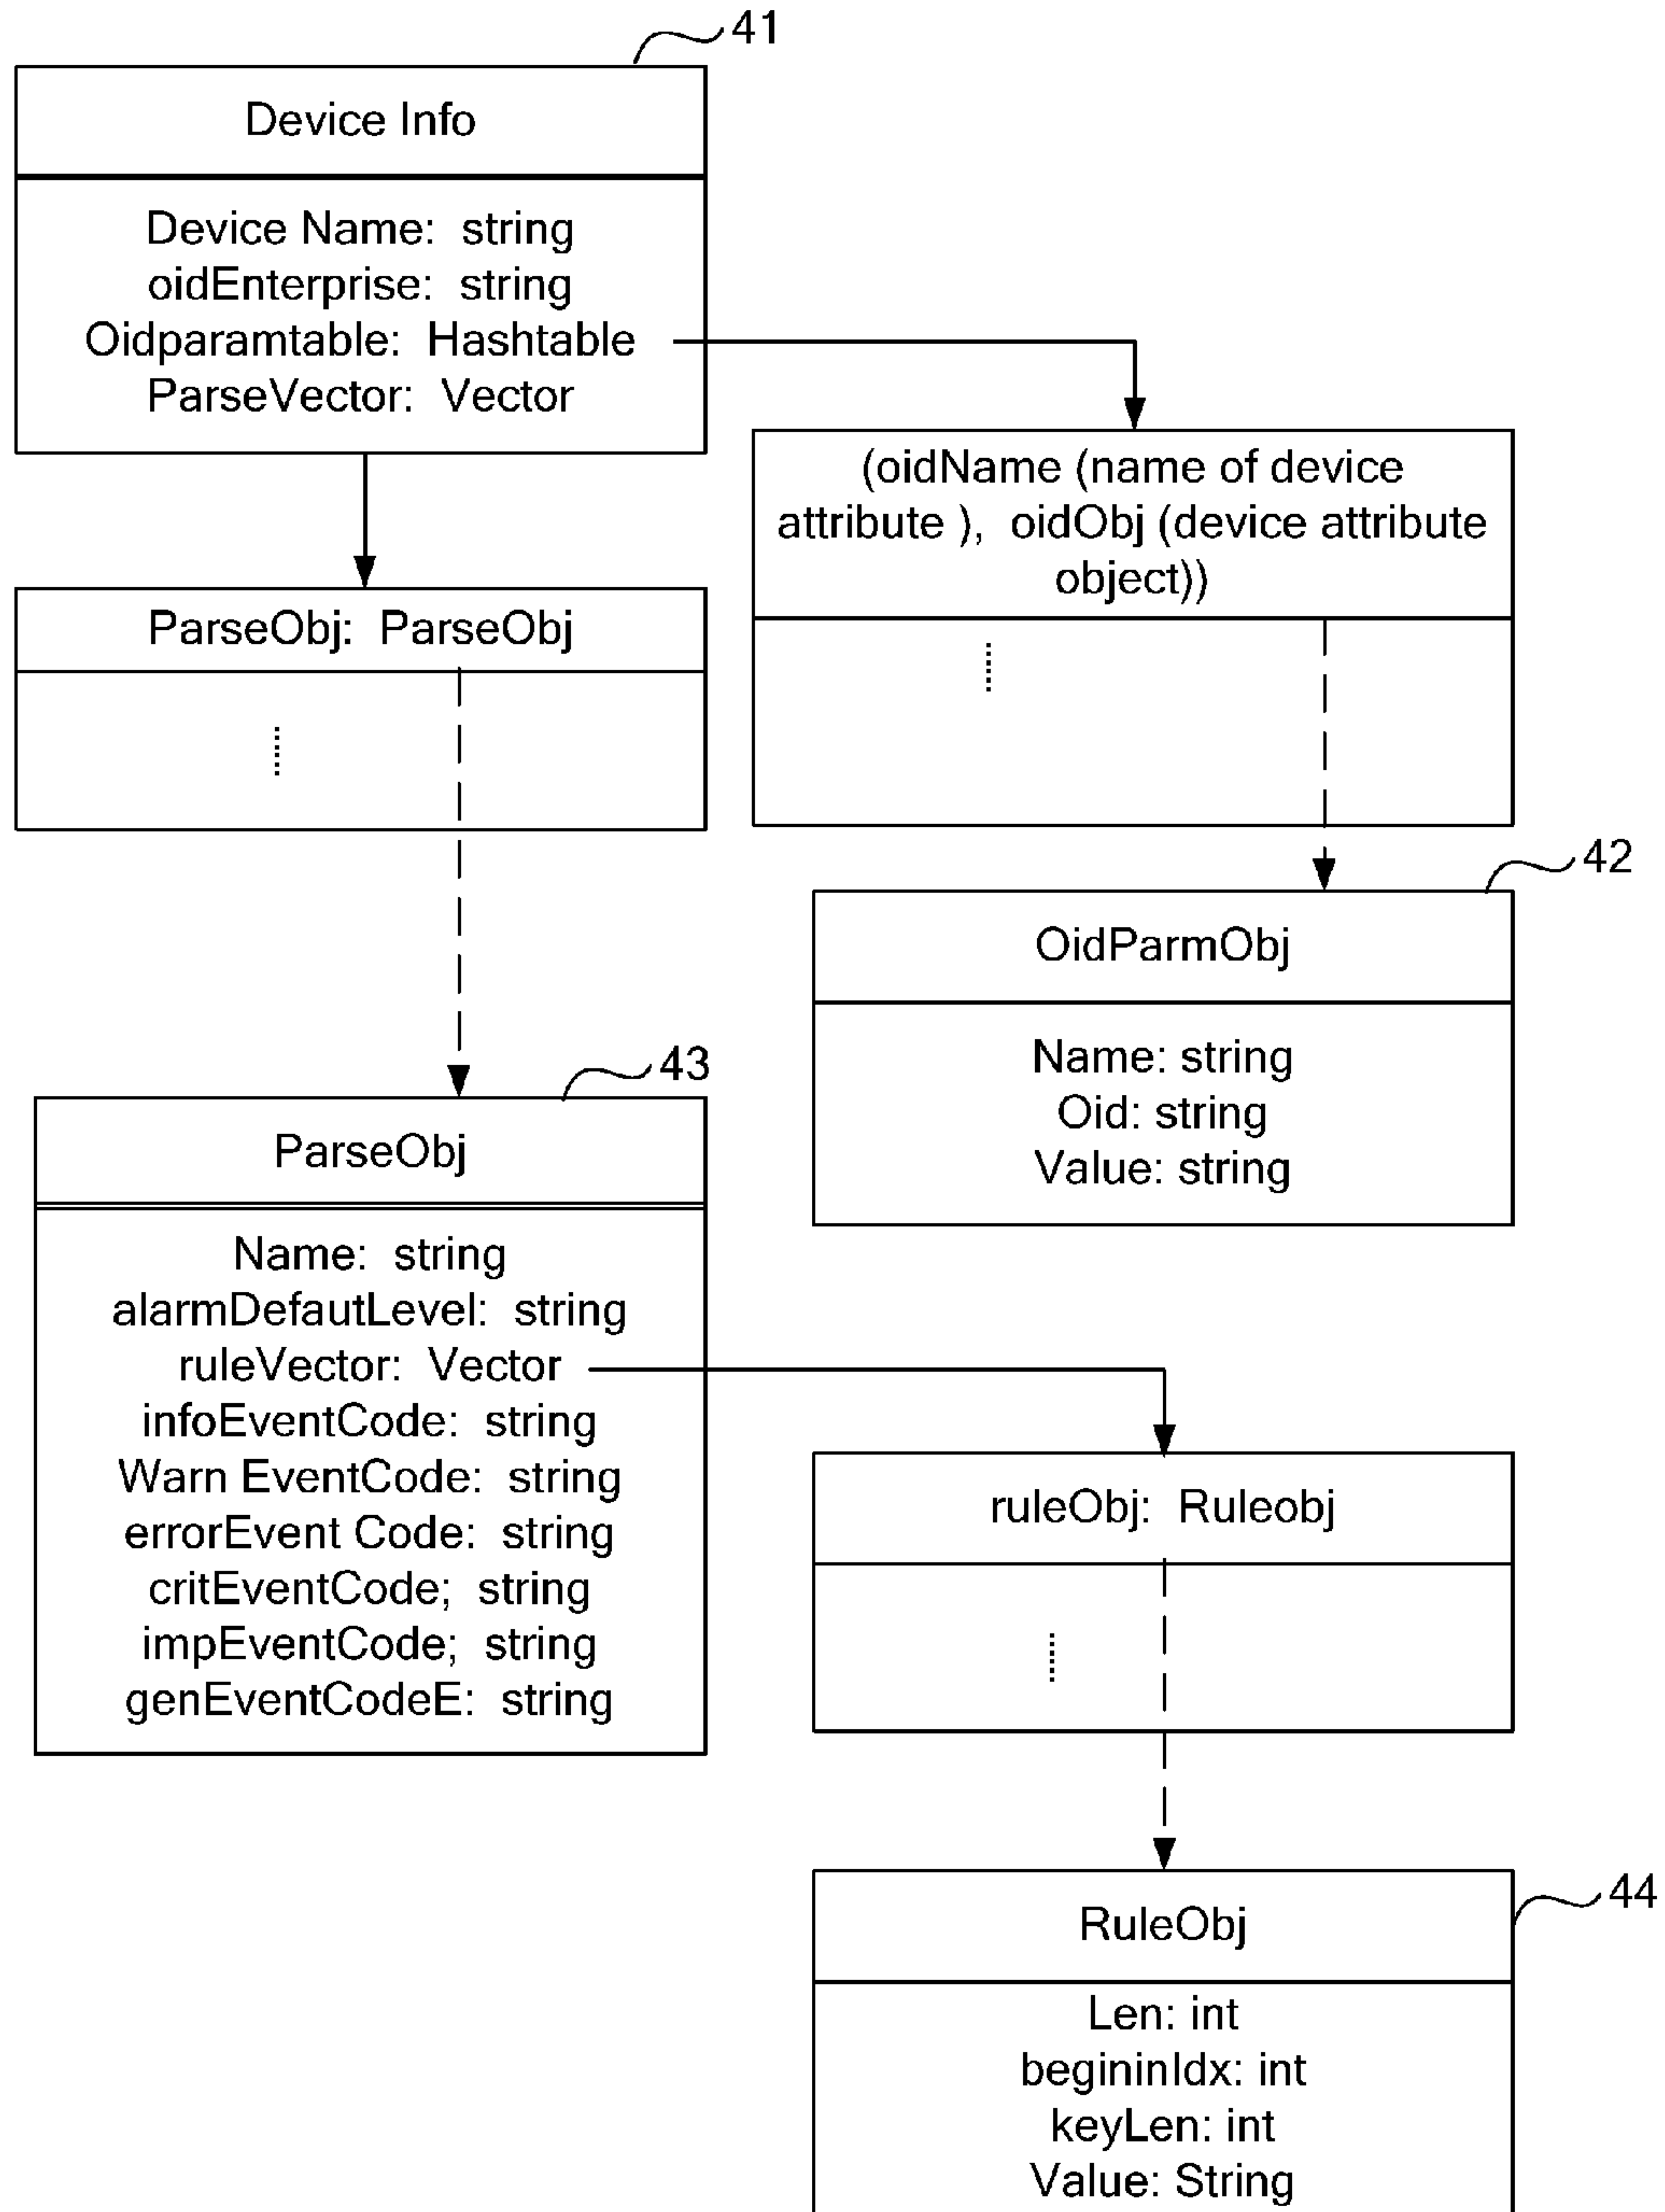 41
Device Info
Device Name: string
oidEnterprise: string
Oidparamtable: Hashtable
ParseVector: Vector
(oidName (name of device
attribute ), oidObj (device attribute
object))
ParseObj: ParseObj
42
OidParmObj
Name: string
Oid: string
Value: string
43
ParseObj
Name: string
alarmDefautLevel: string
ruleVector: Vector
infoEventCode: string
Warn EventCode: string
errorEvent Code: string
critEventCode; string
impEventCode; string
genEventCodeE: string
ruleObj: Ruleobj
44
RuleObj
Len: int
begininIdx: int
keyLen: int
Value: String